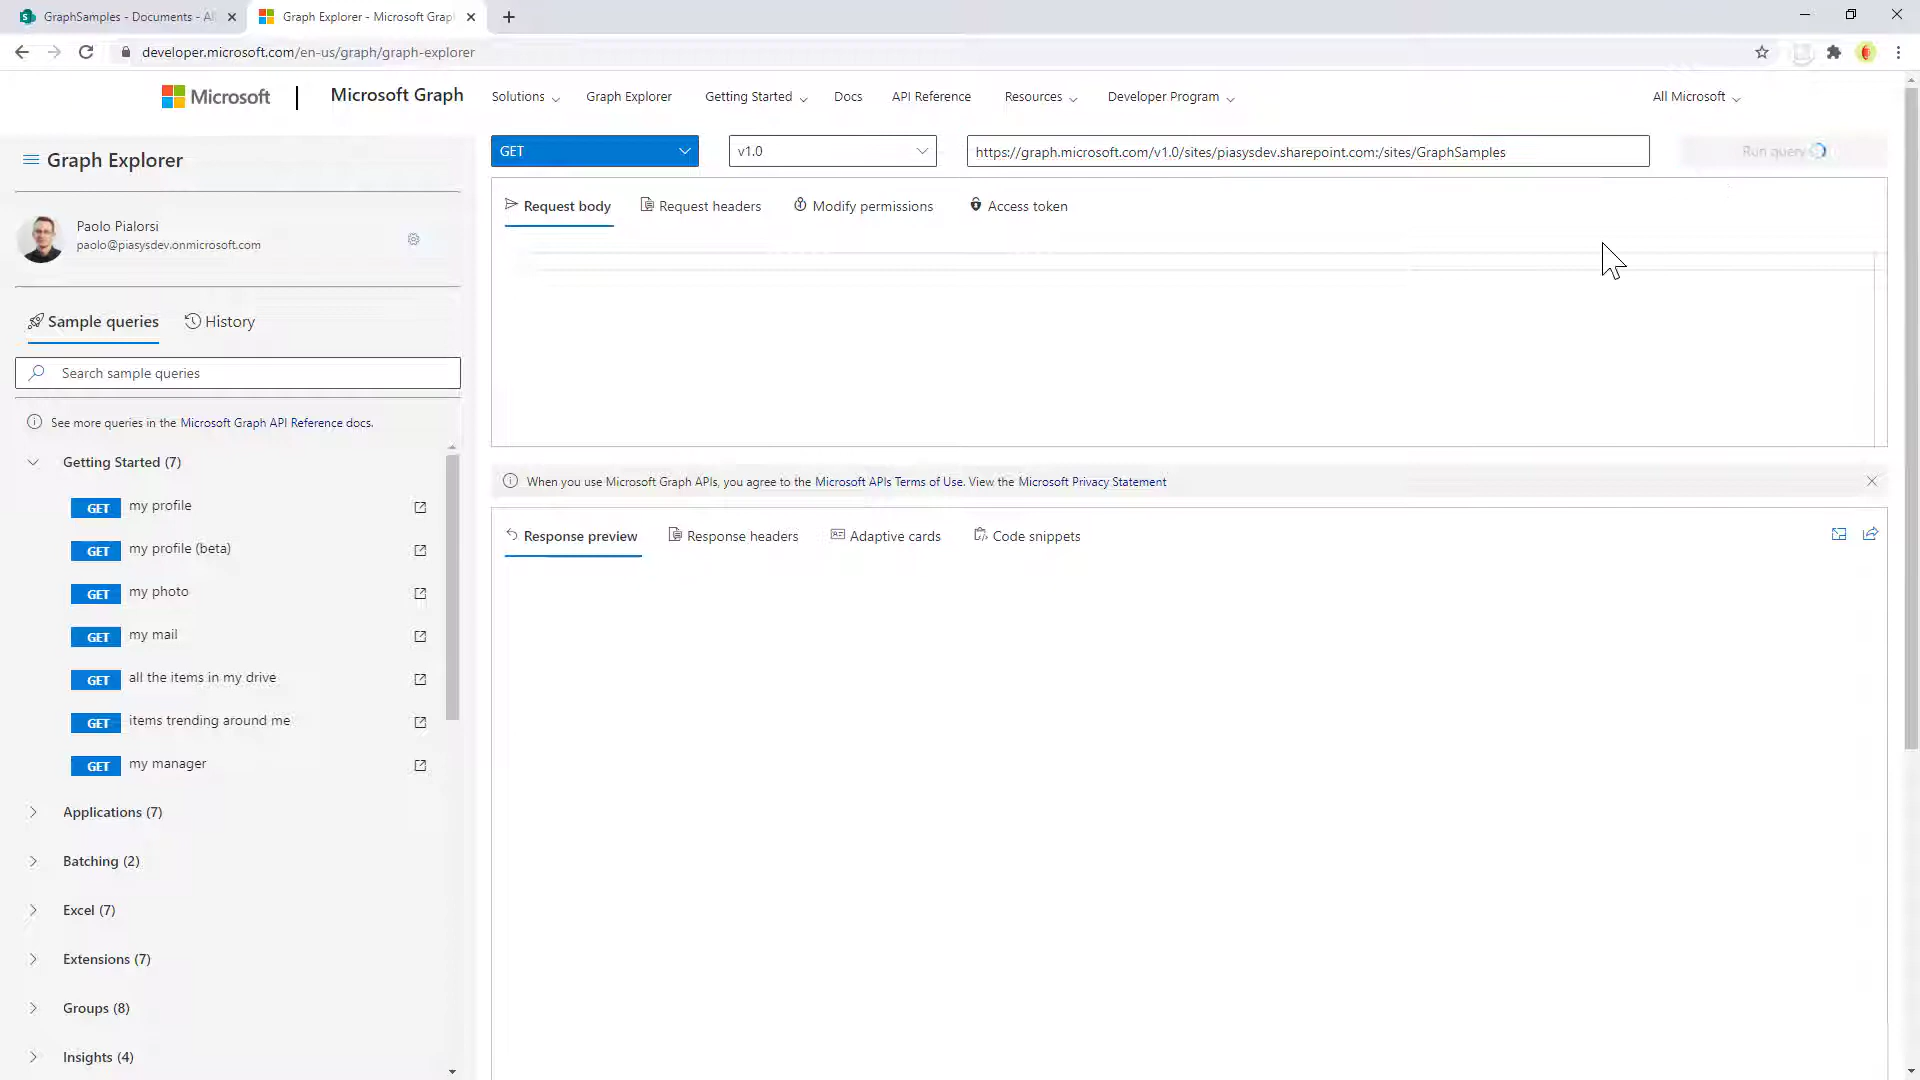 GraphSamples - Documents - Al
Graph Explorer - Microsoft Grap
developer.microsoft.com/en-us/graph/graph-explorer
Microsoft
Microsoft Graph
Solutions
Graph Explorer
Getting Started
Docs
API Reference
Resources
Developer Program
All Microsoft
Graph Explorer
GET
v1.0
https://graph.microsoft.com/v1.0/sites/piasysdev.sharepoint.com:/sites/GraphSamples
Run query
Paolo Pialorsi
paolo@piasysdev.onmicrosoft.com
Request body
Request headers
Modify permissions
Access token
Sample queries
History
Search sample queries
See more queries in the Microsoft Graph API Reference docs.
Getting Started (7)
GET my profile
GET my profile (beta)
GET my photo
GET my mail
GET all the items in my drive
GET items trending around me
GET my manager
Applications (7)
Batching (2)
Excel (7)
Extensions (7)
Groups (8)
Insights (4)
When you use Microsoft Graph APIs, you agree to the Microsoft APIs Terms of Use. View the Microsoft Privacy Statement
Response preview
Response headers
Adaptive cards
Code snippets